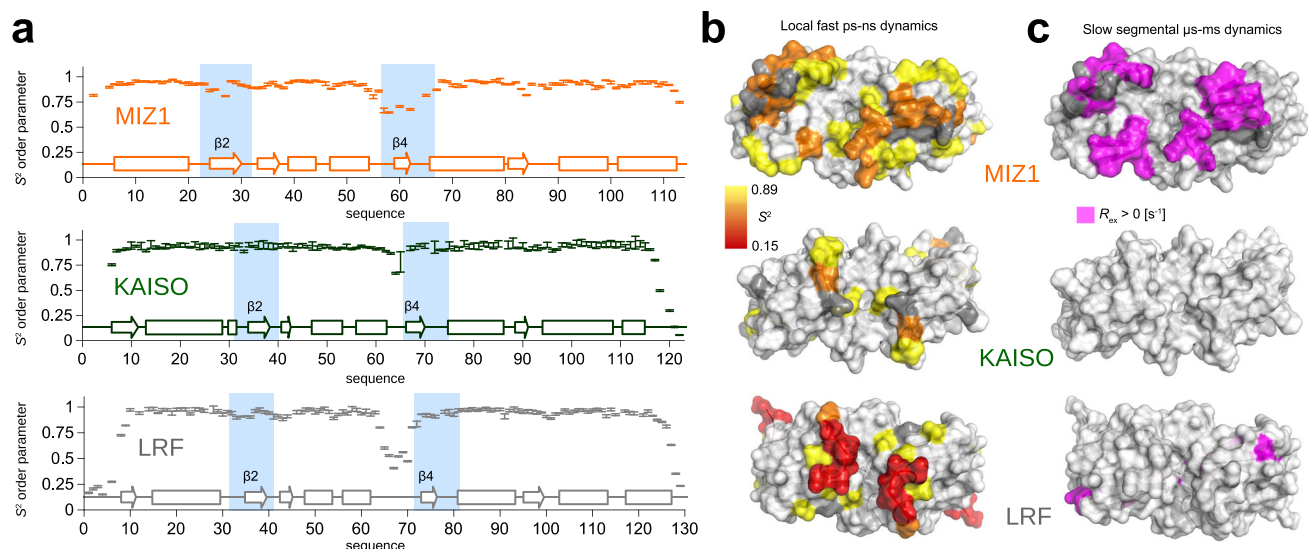 a
S² order parameter
1
0.75
0.5
0.25
0
MIZ1
β2
β4
0 10 20 30 40 50 60 70 80 90 100 110
sequence
S² order parameter
1
0.75
0.5
0.25
0
KAISO
β2
β4
0 10 20 30 40 50 60 70 80 90 100 110 120
sequence
S² order parameter
1
0.75
0.5
0.25
0
LRF
β2
β4
0 10 20 30 40 50 60 70 80 90 100 110 120 130
sequence
b
Local fast ps-ns dynamics
0.89
S²
0.15
c
Slow segmental µs-ms dynamics
MIZ1
Rex > 0 [s⁻¹]
KAISO
LRF